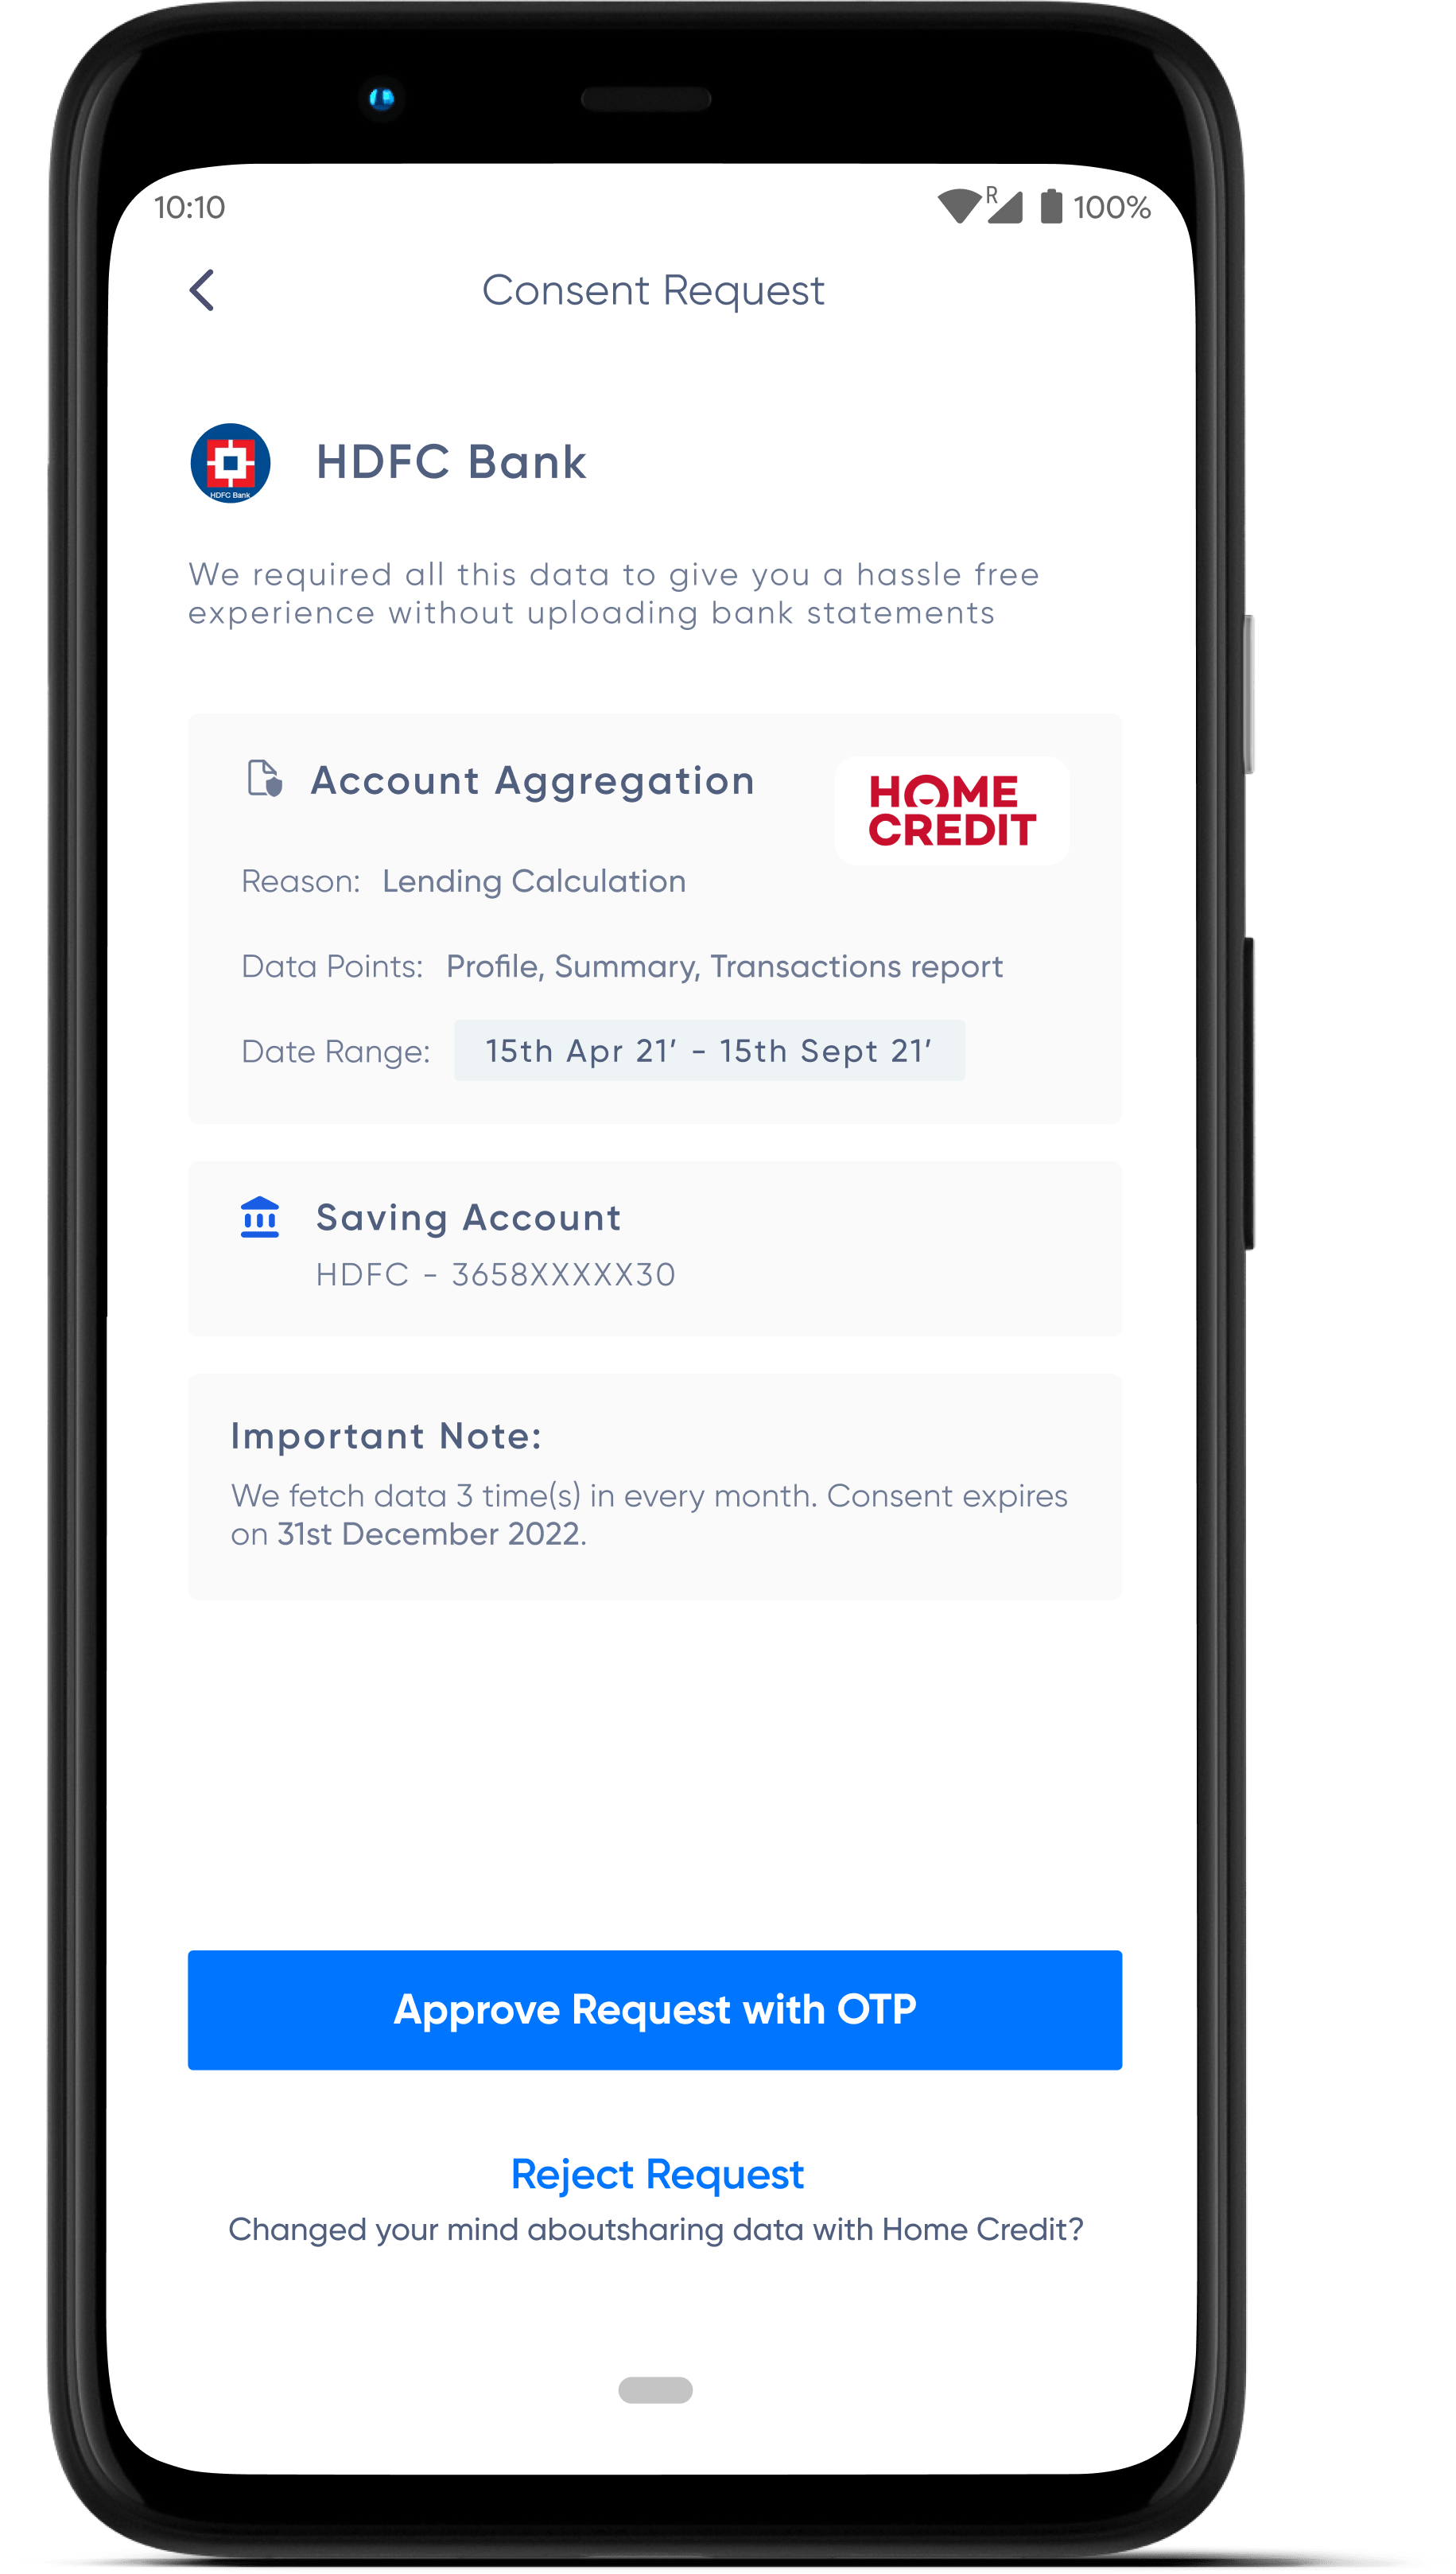 10:10
R 100%
Consent Request
HDFC Bank
HDFC Bank
We required all this data to give you a hassle free
experience without uploading bank statements
Account Aggregation
HOME
CREDIT
Reason: Lending Calculation
Data Points: Profile, Summary, Transactions report
Date Range: 15th Apr 21’ - 15th Sept 21’
Saving Account
HDFC - 3658XXXXX30
Important Note:
We fetch data 3 time(s) in every month. Consent expires
on 31st December 2022.
Approve Request with OTP
Reject Request
Changed your mind aboutsharing data with Home Credit?